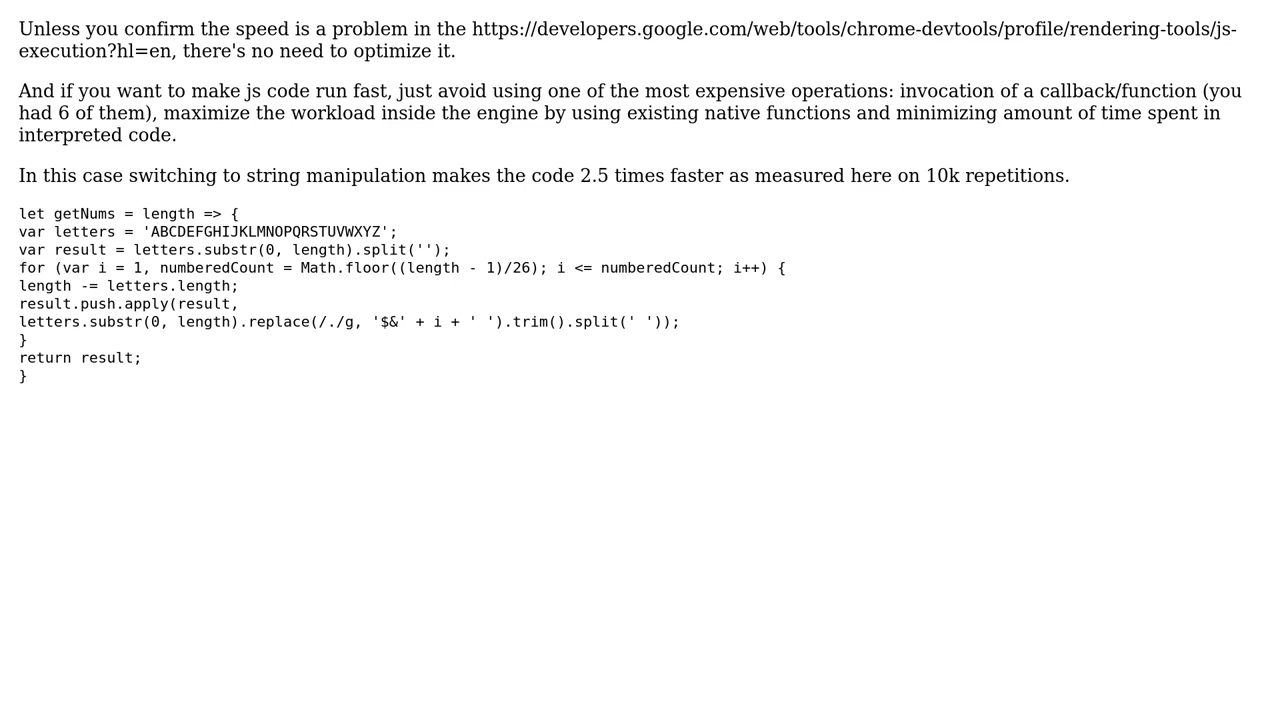 Unless you confirm the speed is a problem in the https://developers.google.com/web/tools/chrome-devtools/profile/rendering-tools/js-
execution?hl=en, there's no need to optimize it.
And if you want to make js code run fast, just avoid using one of the most expensive operations: invocation of a callback/function (you
had 6 of them), maximize the workload inside the engine by using existing native functions and minimizing amount of time spent in
interpreted code.
In this case switching to string manipulation makes the code 2.5 times faster as measured here on 10k repetitions.
let getNums = length => {
var letters = 'ABCDEFGHIJKLMNOPQRSTUVWXYZ';
var result = letters.substr(0, length).split('');
for (var i = 1, numberedCount = Math.floor((length - 1)/26); i <= numberedCount; i++) {
length -= letters.length;
result.push.apply(result,
letters.substr(0, length).replace(/./g, '$&' + i + ' ').trim().split(' '));
}
return result;
}